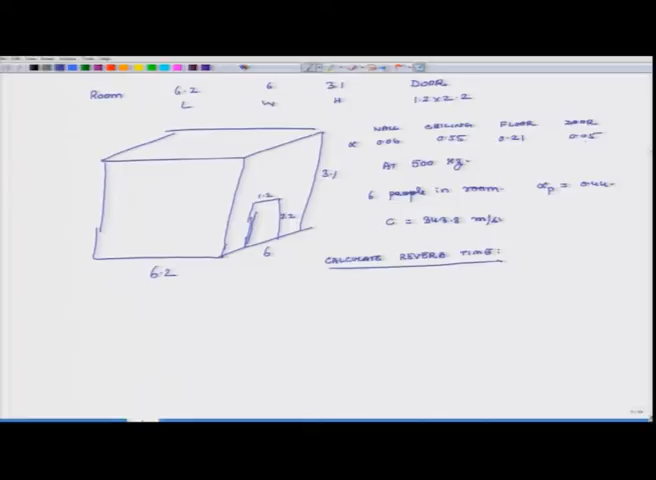 Room 6.2 6 3.1 DOOR
L W H 1.2 x 2.2
WALL CEILING FLOOR DOOR
α 0.06 0.55 0.21 0.05
AT 500 Hz.
6 people in room. αp = 0.44.
C = 343.2 m/s.
CALCULATE REVERB TIME:
3.1
1.2
2.2
6
6.2